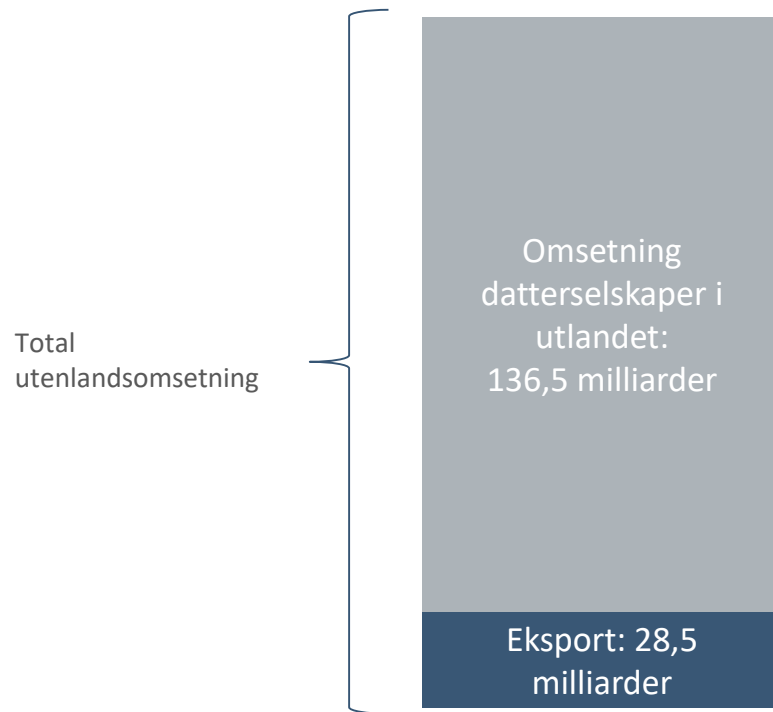 Total
utenlandsomsetning
Omsetning
datterselskaper i
utlandet:
136,5 milliarder
Eksport: 28,5
milliarder